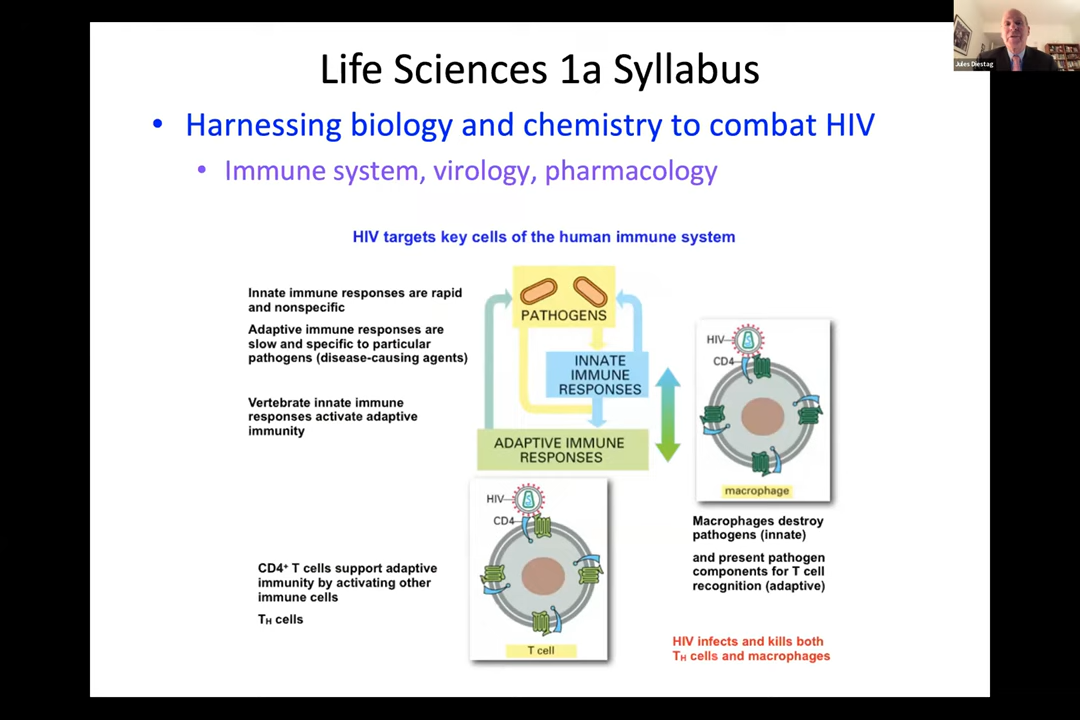 Life Sciences 1a Syllabus
• Harnessing biology and chemistry to combat HIV
• Immune system, virology, pharmacology
HIV targets key cells of the human immune system
Innate immune responses are rapid
and nonspecific
Adaptive immune responses are
slow and specific to particular
pathogens (disease-causing agents)
Vertebrate innate immune
responses activate adaptive
immunity
PATHOGENS
INNATE
IMMUNE
RESPONSES
ADAPTIVE IMMUNE
RESPONSES
HIV
CD4
macrophage
Macrophages destroy
pathogens (innate)
and present pathogen
components for T cell
recognition (adaptive)
HIV
CD4
T cell
CD4⁺ T cells support adaptive
immunity by activating other
immune cells
TH cells
HIV infects and kills both
TH cells and macrophages
Jules Diestag